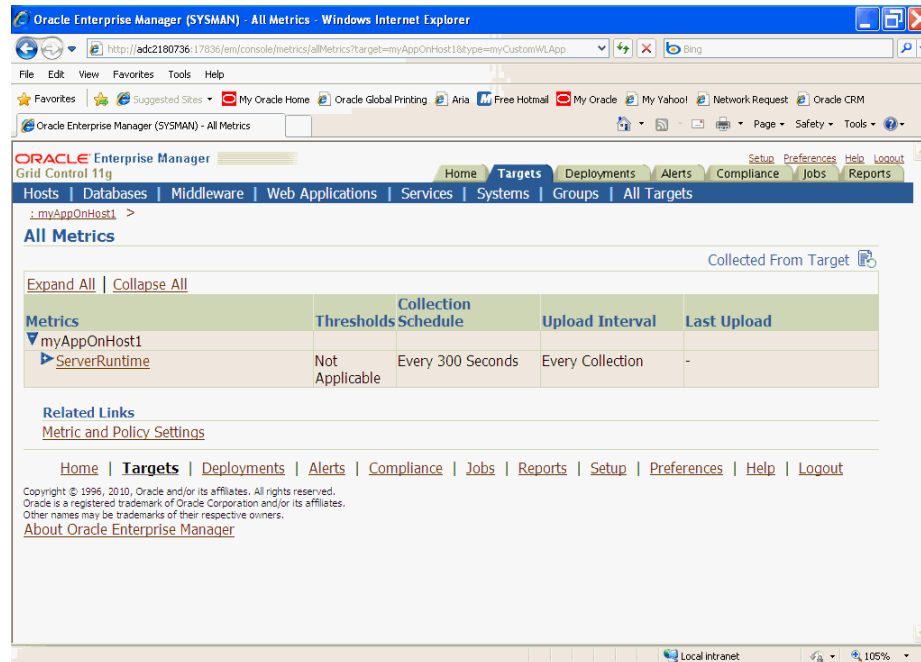 Oracle Enterprise Manager (SYSMAN) - All Metrics - Windows Internet Explorer
http://adc2180736:17836/em/console/metrics/allMetrics?target=myAppOnHost1&type=myCustomWLApp
Bing
File Edit View Favorites Tools Help
Favorites Suggested Sites My Oracle Home Oracle Global Printing Aria Free Hotmail My Oracle My Yahoo! Network Request Oracle CRM
Oracle Enterprise Manager (SYSMAN) - All Metrics Page Safety Tools
ORACLE Enterprise Manager
Grid Control 11g
Setup Preferences Help Logout
Home Targets Deployments Alerts Compliance Jobs Reports
Hosts | Databases | Middleware | Web Applications | Services | Systems | Groups | All Targets
: myAppOnHost1 >
All Metrics
Collected From Target
Expand All | Collapse All
Metrics Thresholds Collection Schedule Upload Interval Last Upload
myAppOnHost1
ServerRuntime Not Applicable Every 300 Seconds Every Collection -
Related Links
Metric and Policy Settings
Home | Targets | Deployments | Alerts | Compliance | Jobs | Reports | Setup | Preferences | Help | Logout
Copyright © 1996, 2010, Oracle and/or its affiliates. All rights reserved.
Oracle is a registered trademark of Oracle Corporation and/or its affiliates.
Other names may be trademarks of their respective owners.
About Oracle Enterprise Manager
Local intranet 105%